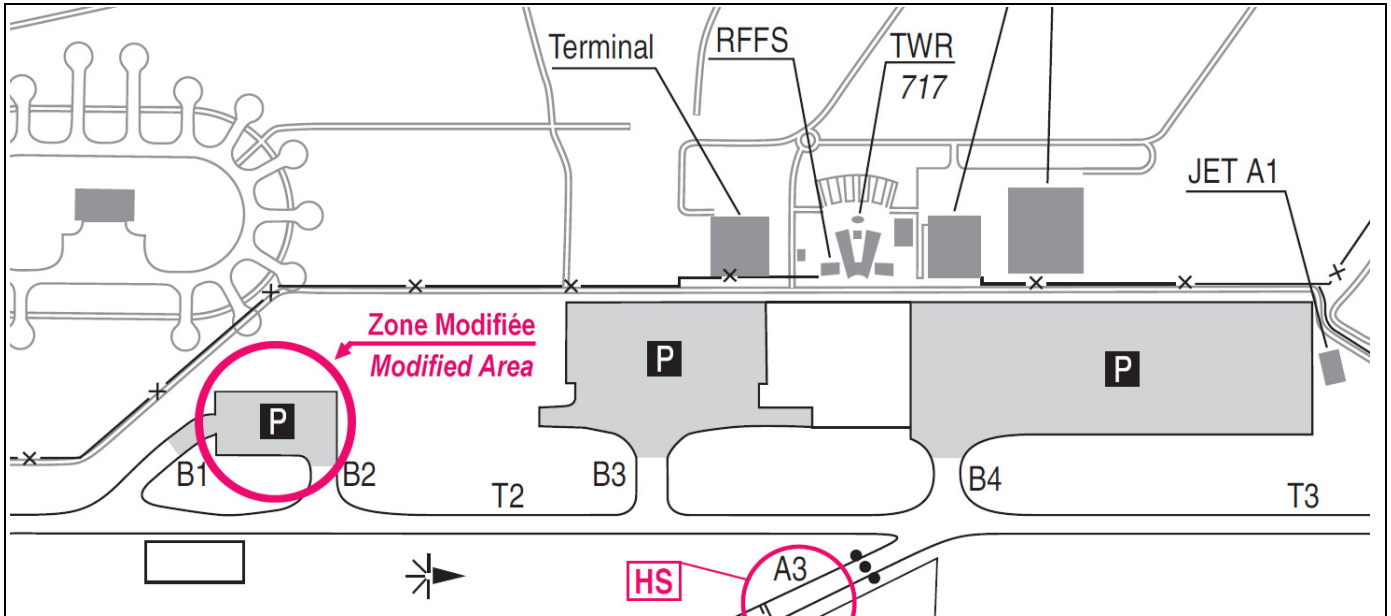 Terminal
RFFS
TWR
717
JET A1
Zone Modifiée
Modified Area
P
P
P
B1
B2
T2
B3
B4
T3
HS
A3